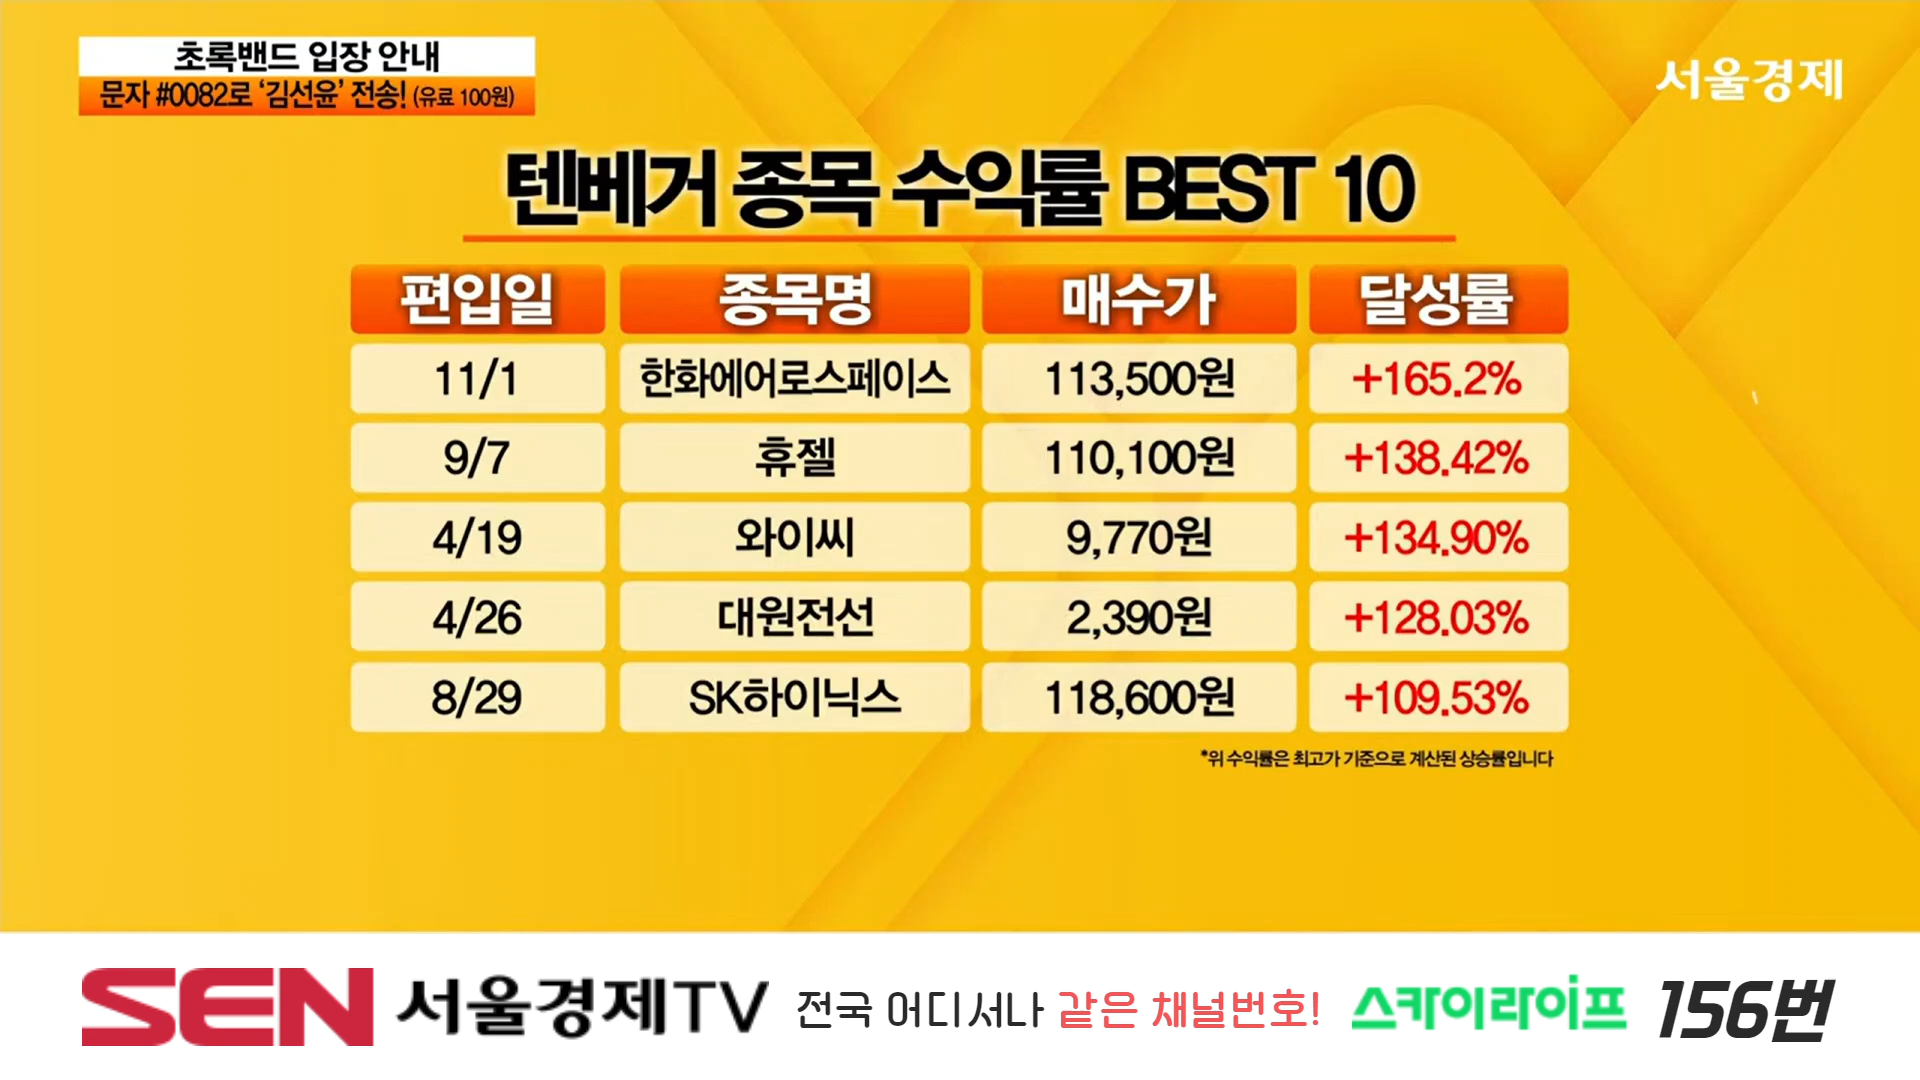 초록밴드 입장 안내
문자 #0082로 '김선윤' 전송! (유료 100원)
서울경제
텐베거 종목 수익률 BEST 10
편입일 종목명 매수가 달성률
11/1 한화에어로스페이스 113,500원 +165.2%
9/7 휴젤 110,100원 +138.42%
4/19 와이씨 9,770원 +134.90%
4/26 대원전선 2,390원 +128.03%
8/29 SK하이닉스 118,600원 +109.53%
*위 수익률은 최고가 기준으로 계산된 상승률입니다
SEN 서울경제TV 전국 어디서나 같은 채널번호! 스카이라이프 156번